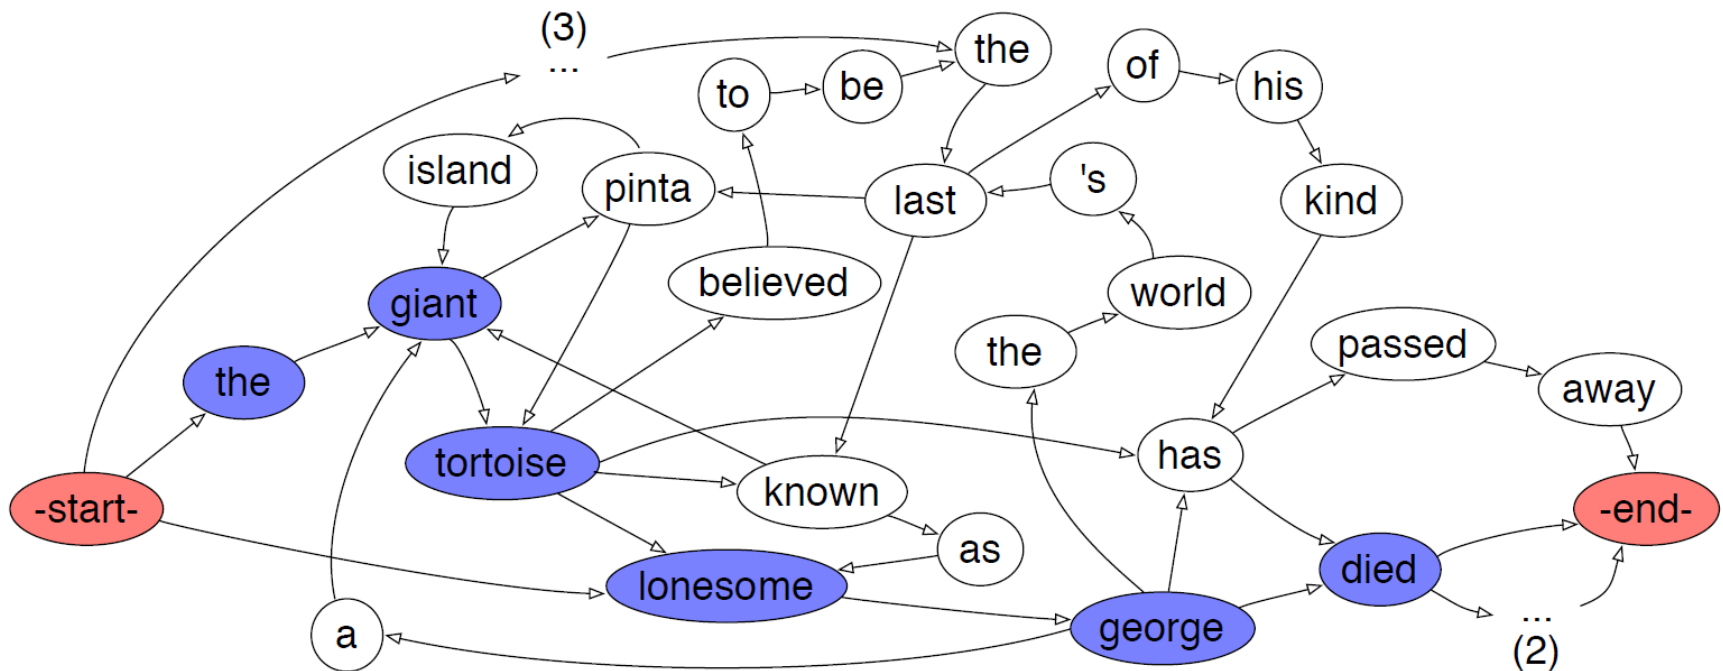 (3)
...
the
of
to
be
his
island
pinta
last
's
kind
believed
world
giant
the
passed
the
away
tortoise
has
known
-start-
-end-
as
lonesome
died
a
george
...
(2)